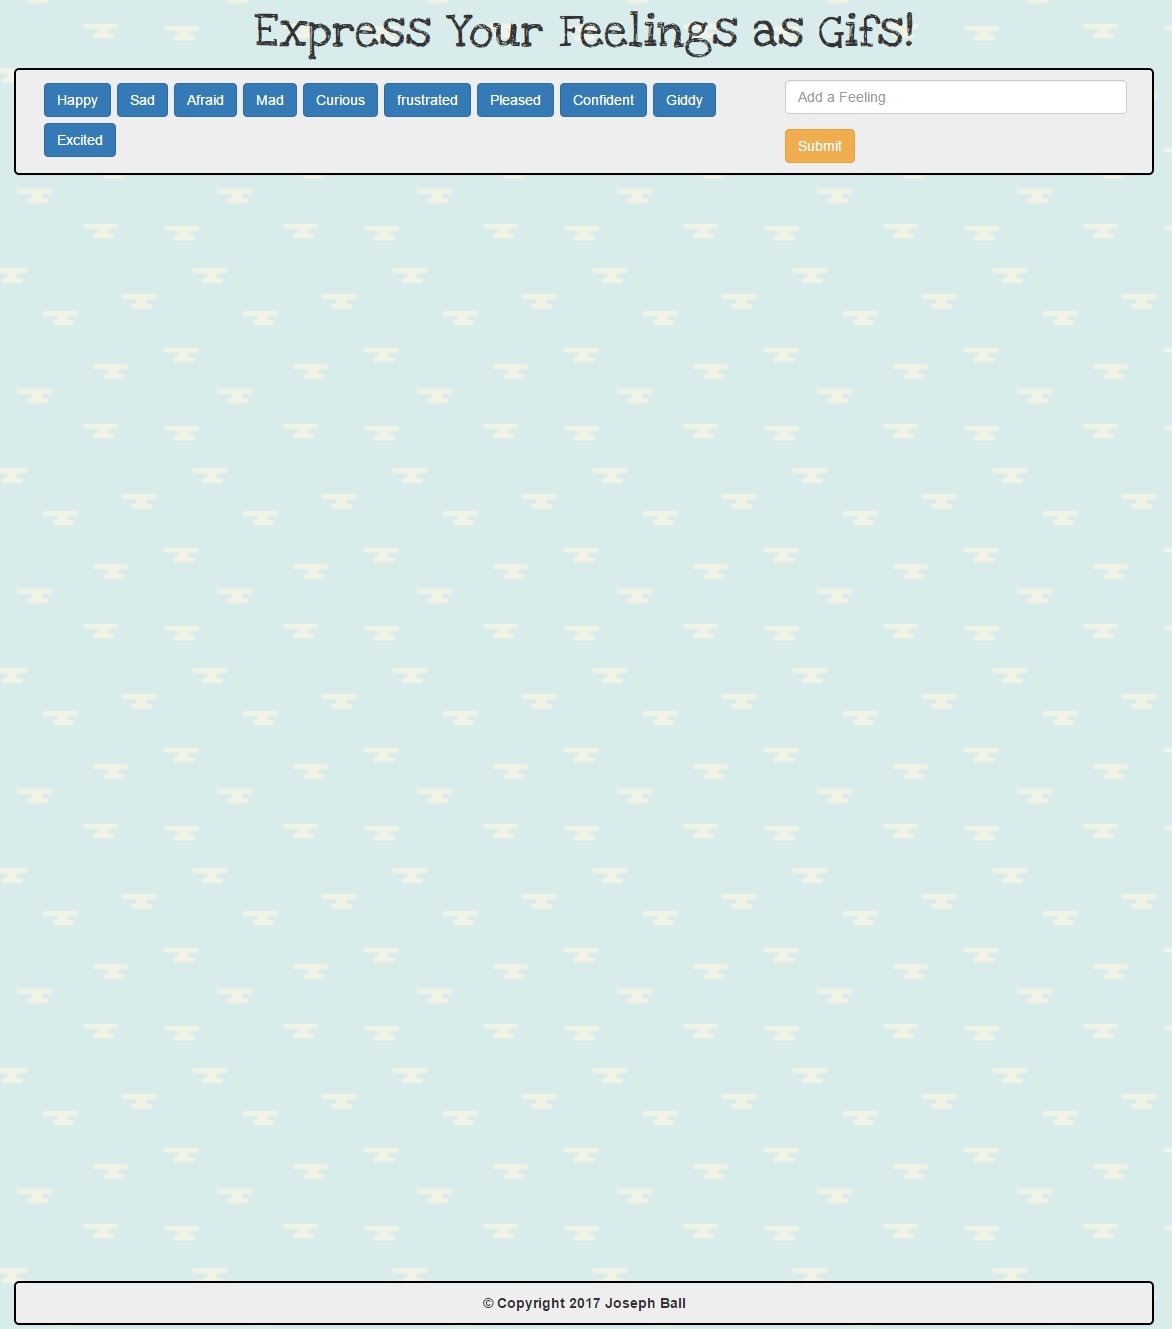 Express Your Feelings as Gifs!
Happy Sad Afraid Mad Curious frustrated Pleased Confident Giddy
Excited
Add a Feeling
Submit
© Copyright 2017 Joseph Ball